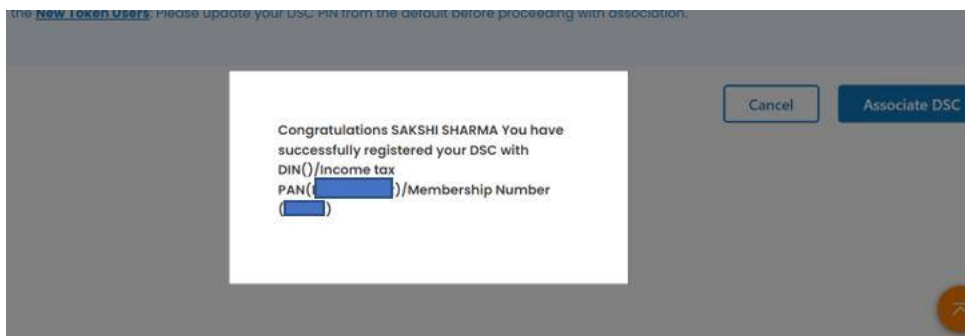 the New Token Users. Please update your DSC PIN from the default before proceeding with association.
Cancel
Associate DSC
Congratulations SAKSHI SHARMA You have
successfully registered your DSC with
DIN()/Income tax
PAN( )/Membership Number
( )